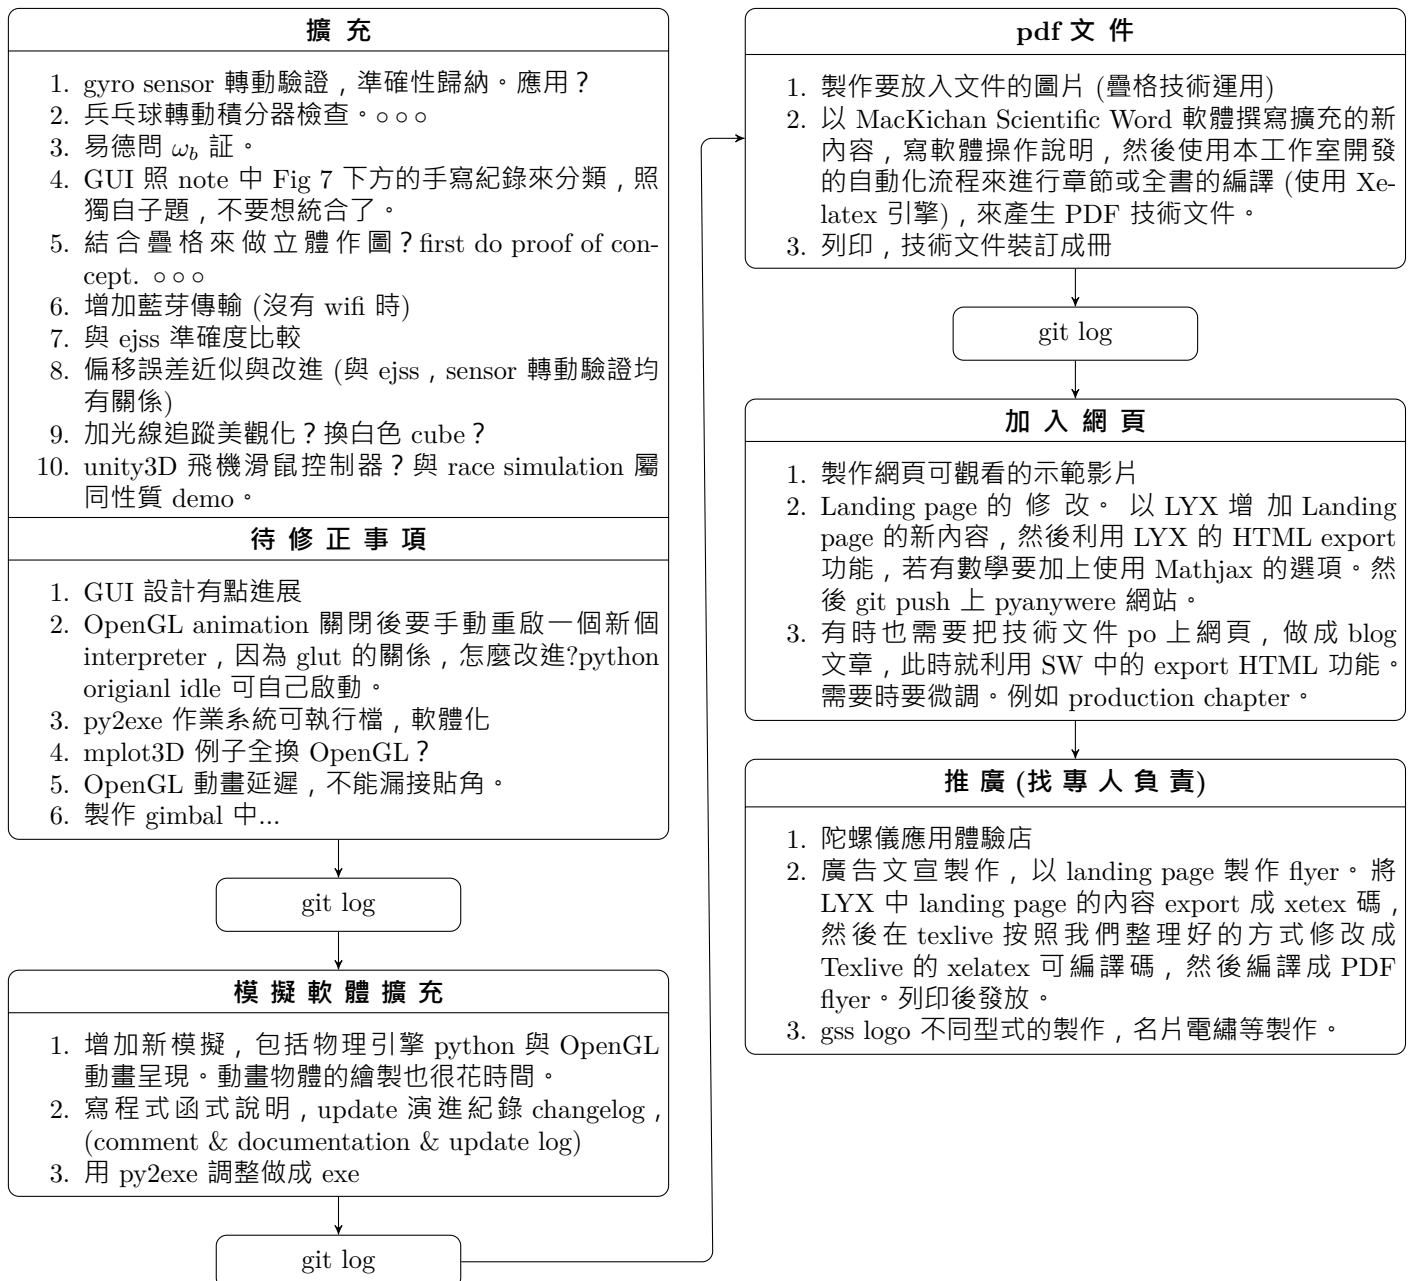 擴充
1. gyro sensor 轉動驗證，準確性歸納。應用？
2. 乒乓球轉動積分器檢查。○○○
3. 易德問 ω_b 証。
4. GUI 照 note 中 Fig 7 下方的手寫紀錄來分類，照
獨自子題，不要想統合了。
5. 結合疊格來做立體作圖？first do proof of con-
cept. ○○○
6. 增加藍芽傳輸 (沒有 wifi 時)
7. 與 ejss 準確度比較
8. 偏移誤差近似與改進 (與 ejss，sensor 轉動驗證均
有關係)
9. 加光線追蹤美觀化？換白色 cube？
10. unity3D 飛機滑鼠控制器？與 race simulation 屬
同性質 demo。
待修正事項
1. GUI 設計有點進展
2. OpenGL animation 關閉後要手動重啟一個新個
interpreter，因為 glut 的關係，怎麼改進?python
origianl idle 可自己啟動。
3. py2exe 作業系統可執行檔，軟體化
4. mplot3D 例子全換 OpenGL？
5. OpenGL 動畫延遲，不能漏接貼角。
6. 製作 gimbal 中...
git log
模擬軟體擴充
1. 增加新模擬，包括物理引擎 python 與 OpenGL
動畫呈現。動畫物體的繪製也很花時間。
2. 寫程式函式說明，update 演進紀錄 changelog，
(comment & documentation & update log)
3. 用 py2exe 調整做成 exe
git log
pdf 文件
1. 製作要放入文件的圖片 (疊格技術運用)
2. 以 MacKichan Scientific Word 軟體撰寫擴充的新
內容，寫軟體操作說明，然後使用本工作室開發
的自動化流程來進行章節或全書的編譯 (使用 Xe-
latex 引擎)，來產生 PDF 技術文件。
3. 列印，技術文件裝訂成冊
git log
加入網頁
1. 製作網頁可觀看的示範影片
2. Landing page 的修改。 以 LYX 增加 Landing
page 的新內容，然後利用 LYX 的 HTML export
功能，若有數學要加上使用 Mathjax 的選項。然
後 git push 上 pyanywere 網站。
3. 有時也需要把技術文件 po 上網頁，做成 blog
文章，此時就利用 SW 中的 export HTML 功能。
需要時要微調。例如 production chapter。
推廣 (找專人負責)
1. 陀螺儀應用體驗店
2. 廣告文宣製作，以 landing page 製作 flyer。將
LYX 中 landing page 的內容 export 成 xetex 碼，
然後在 texlive 按照我們整理好的方式修改成
Texlive 的 xelatex 可編譯碼，然後編譯成 PDF
flyer。列印後發放。
3. gss logo 不同型式的製作，名片電繡等製作。